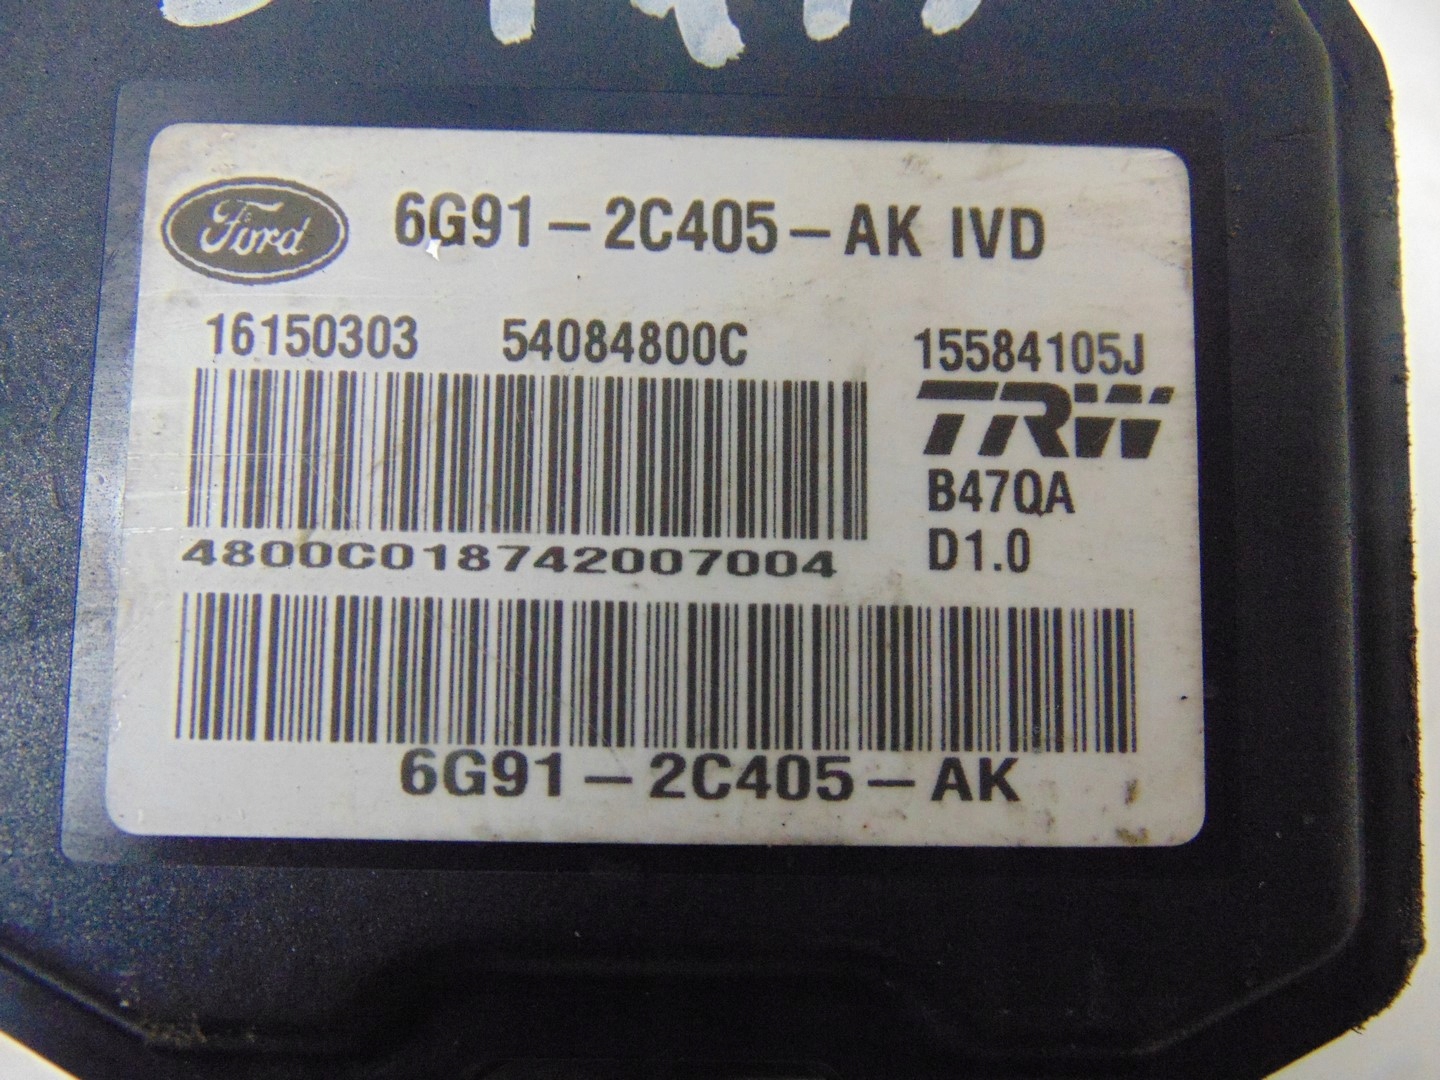 Ford 6G91-2C405-AK IVD
16150303 54084800C 15584105J
TRW
B47QA
4800C018742007004 D1.0
6G91-2C405-AK